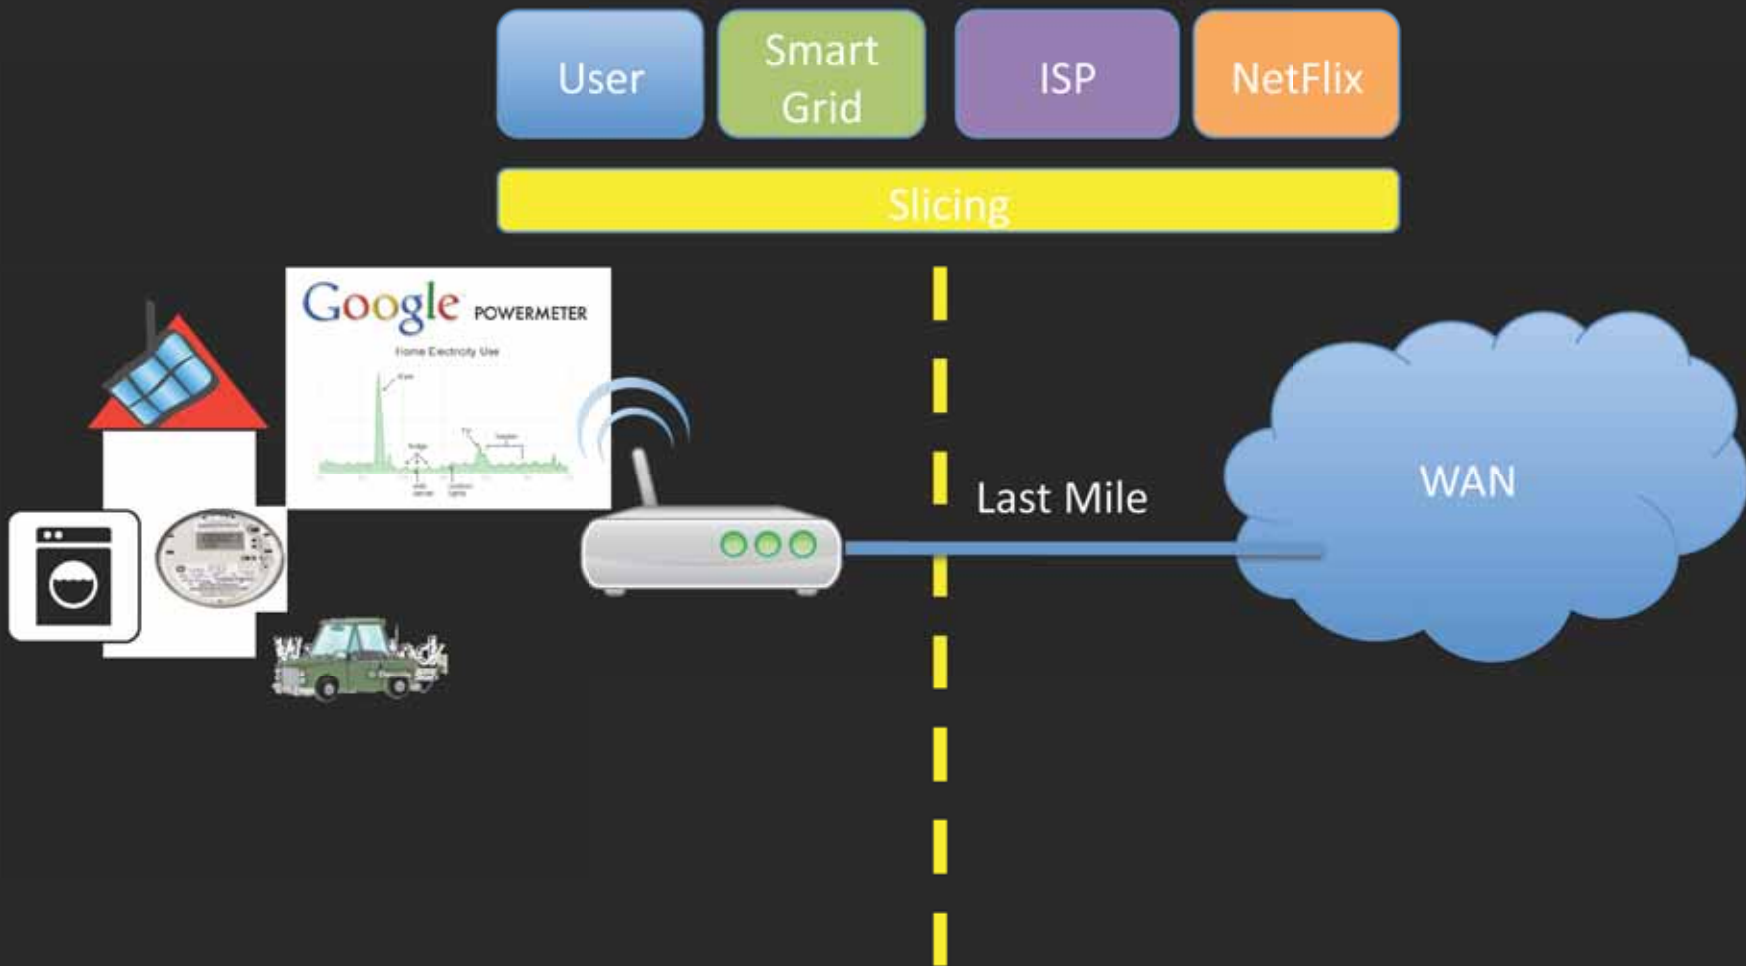 User
Smart
Grid
ISP
NetFlix
Slicing
Google POWERMETER
Home Electricity Use
Last Mile
WAN